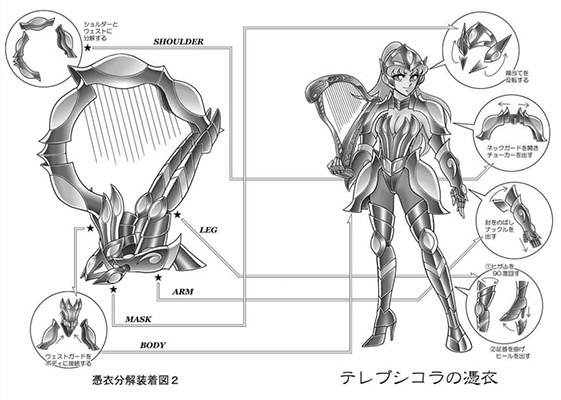 ショルダーと
ウェストに
分解する
SHOULDER
額当てを
反転する
ネックガードを開き
チョーカーを出す
肘をのばし
ナックルを
出す
LEG
①ヒザ山を
90度回す
ARM
MASK
②足首を曲げ
ヒールを出す
BODY
ウェストガードを
ボディに接続する
憑衣分解装着図2
テレプシコラの憑衣